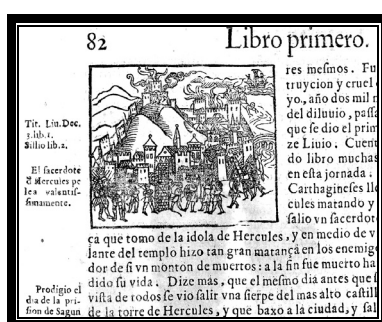 82
Libro primero.
Tit. Liu. Dec.
3. lib. 1.
Sillio lib. 2.
El sacerdote
đ Hercules pe
lea valentis-
simamente.
Prodigio el
dia de la pri-
sion de Sagun
res mesmos. Fu
truycion y cruel
yo., año dos mil
del diluuio, pass
que se dio el prim
ze Liuio. Cuent
do libro muchas
en esta jornada.
Carthagineses lle
cules matando y
salio vn sacerdot
ça que tomo de la idola de Hercules, y en medio de v
lante del templo hizo tan gran matança en los enemig
dor de si vn monton de muertos: a la fin fue muerto ha
dido su vida. Dize mas, que el mesmo dia antes que
vista de todos se vio salir vna sierpe del mas alto castill
de la torre de Hercules, y que baxo a la ciudad, y sal